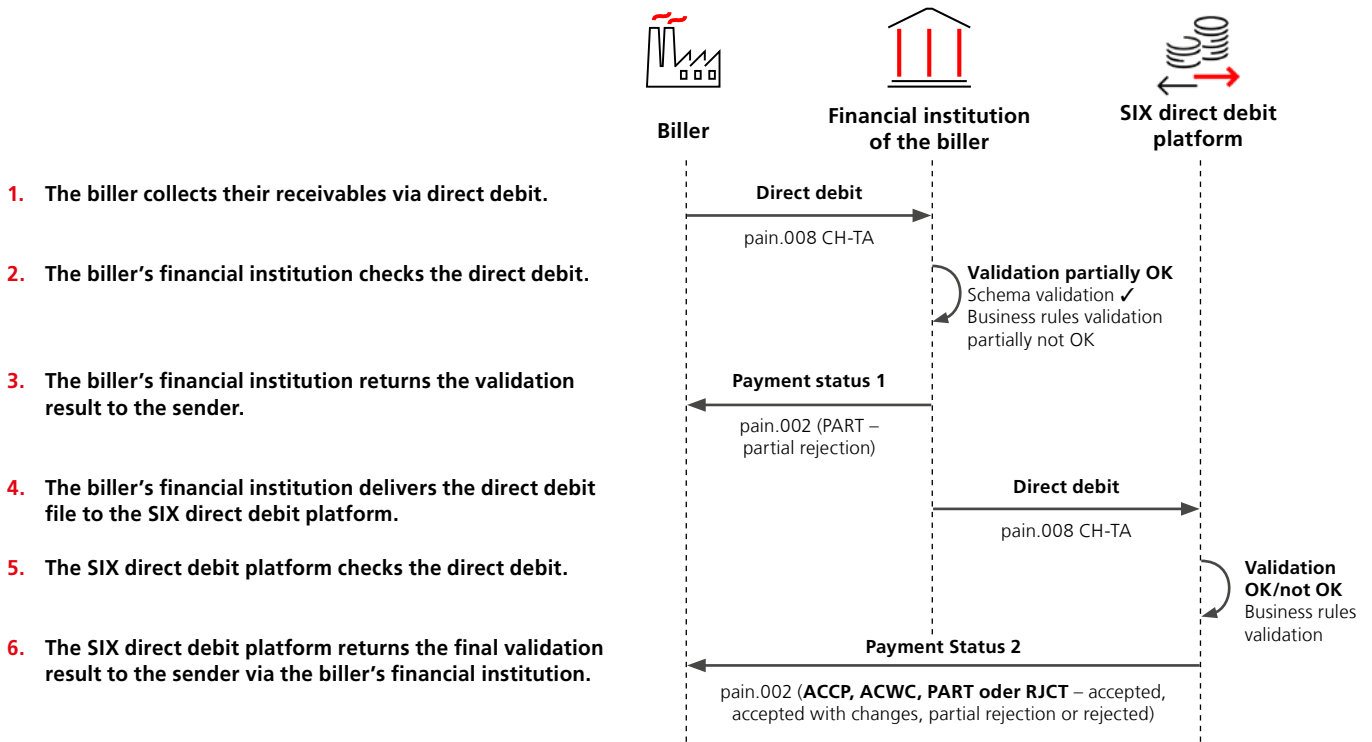 Biller
Financial institution
of the biller
SIX direct debit
platform
1. The biller collects their receivables via direct debit.
Direct debit
pain.008 CH-TA
2. The biller’s financial institution checks the direct debit.
Validation partially OK
Schema validation ✓
Business rules validation
partially not OK
3. The biller’s financial institution returns the validation
result to the sender.
Payment status 1
pain.002 (PART –
partial rejection)
4. The biller’s financial institution delivers the direct debit
file to the SIX direct debit platform.
Direct debit
pain.008 CH-TA
5. The SIX direct debit platform checks the direct debit.
Validation
OK/not OK
Business rules
validation
6. The SIX direct debit platform returns the final validation
result to the sender via the biller’s financial institution.
Payment Status 2
pain.002 (ACCP, ACWC, PART oder RJCT – accepted,
accepted with changes, partial rejection or rejected)